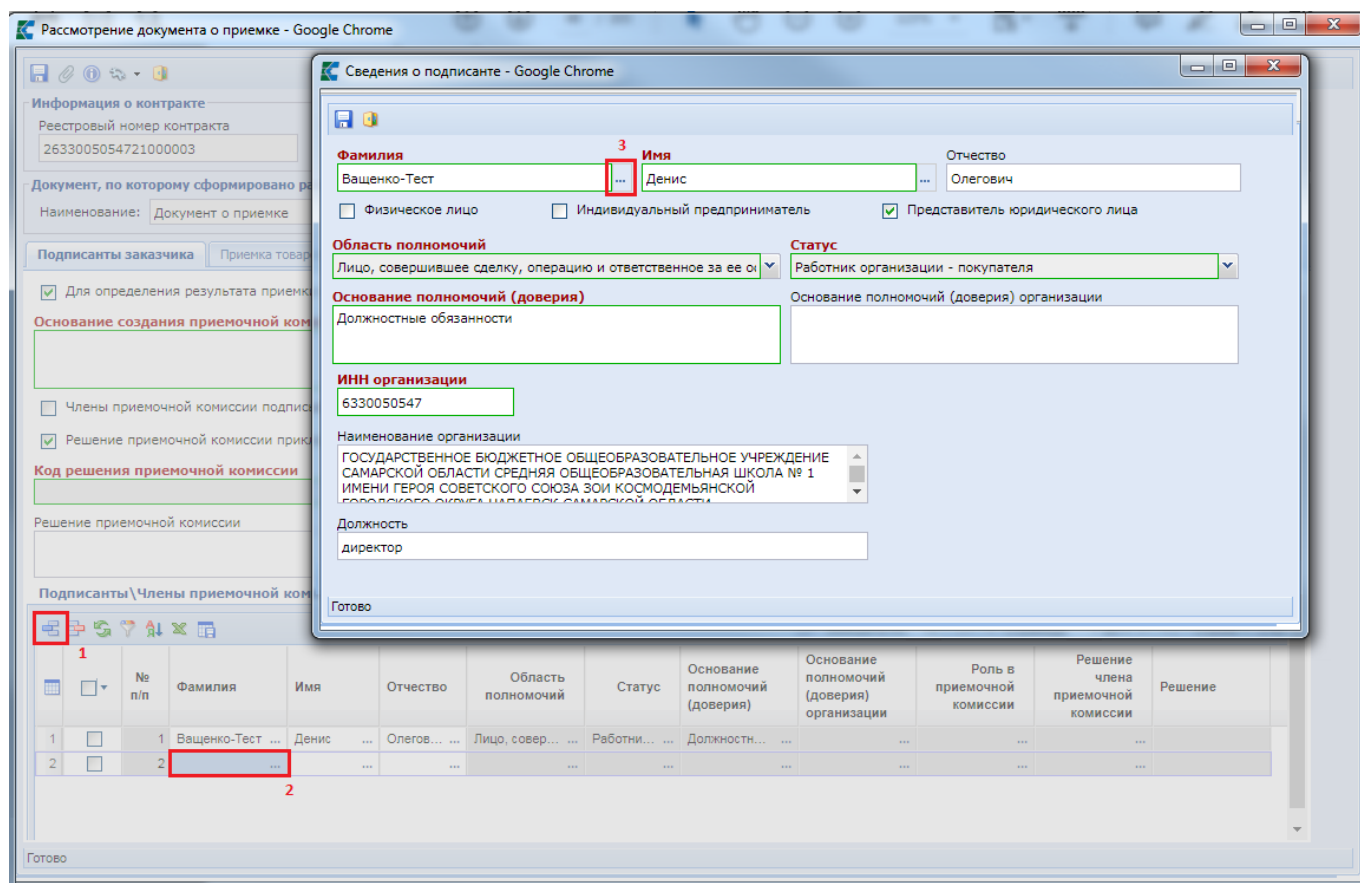 Рассмотрение документа о приемке - Google Chrome
Информация о контракте
Реестровый номер контракта
2633005054721000003
Документ, по которому сформировано
Наименование: Документ о приемке
Подписанты заказчика Приемка
Для определения результата
Основание создания приемочной
Члены приемочной комиссии
Решение приемочной комиссии
Код решения приемочной комиссии
Решение приемочной комиссии
Подписанты\Члены приемочной
Сведения о подписанте - Google Chrome
3
Фамилия Имя Отчество
Ващенко-Тест ... Денис ... Олегович
Физическое лицо Индивидуальный предприниматель Представитель юридического лица
Область полномочий Статус
Лицо, совершившее сделку, операцию и ответственное за ее Работник организации - покупателя
Основание полномочий (доверия) Основание полномочий (доверия) организации
Должностные обязанности
ИНН организации
6330050547
Наименование организации
ГОСУДАРСТВЕННОЕ БЮДЖЕТНОЕ ОБЩЕОБРАЗОВАТЕЛЬНОЕ УЧРЕЖДЕНИЕ
САМАРСКОЙ ОБЛАСТИ СРЕДНЯЯ ОБЩЕОБРАЗОВАТЕЛЬНАЯ ШКОЛА № 1
ИМЕНИ ГЕРОЯ СОВЕТСКОГО СОЮЗА ЗОИ КОСМОДЕМЬЯНСКОЙ
ГОРОДСКОГО ОКРУГА ЧАПАЕВСК САМАРСКОЙ ОБЛАСТИ
Должность
директор
Готово
1
№ п/п Фамилия Имя Отчество Область полномочий Статус Основание полномочий (доверия) Основание полномочий (доверия) организации Роль в приемочной комиссии Решение члена приемочной комиссии Решение
1 1 Ващенко-Тест ... Денис ... Олегов... ... Лицо, совер... ... Работни... ... Должностн... ... ... ... ...
2 2 ... ... ... ... ... ... ... ... ...
2
Готово